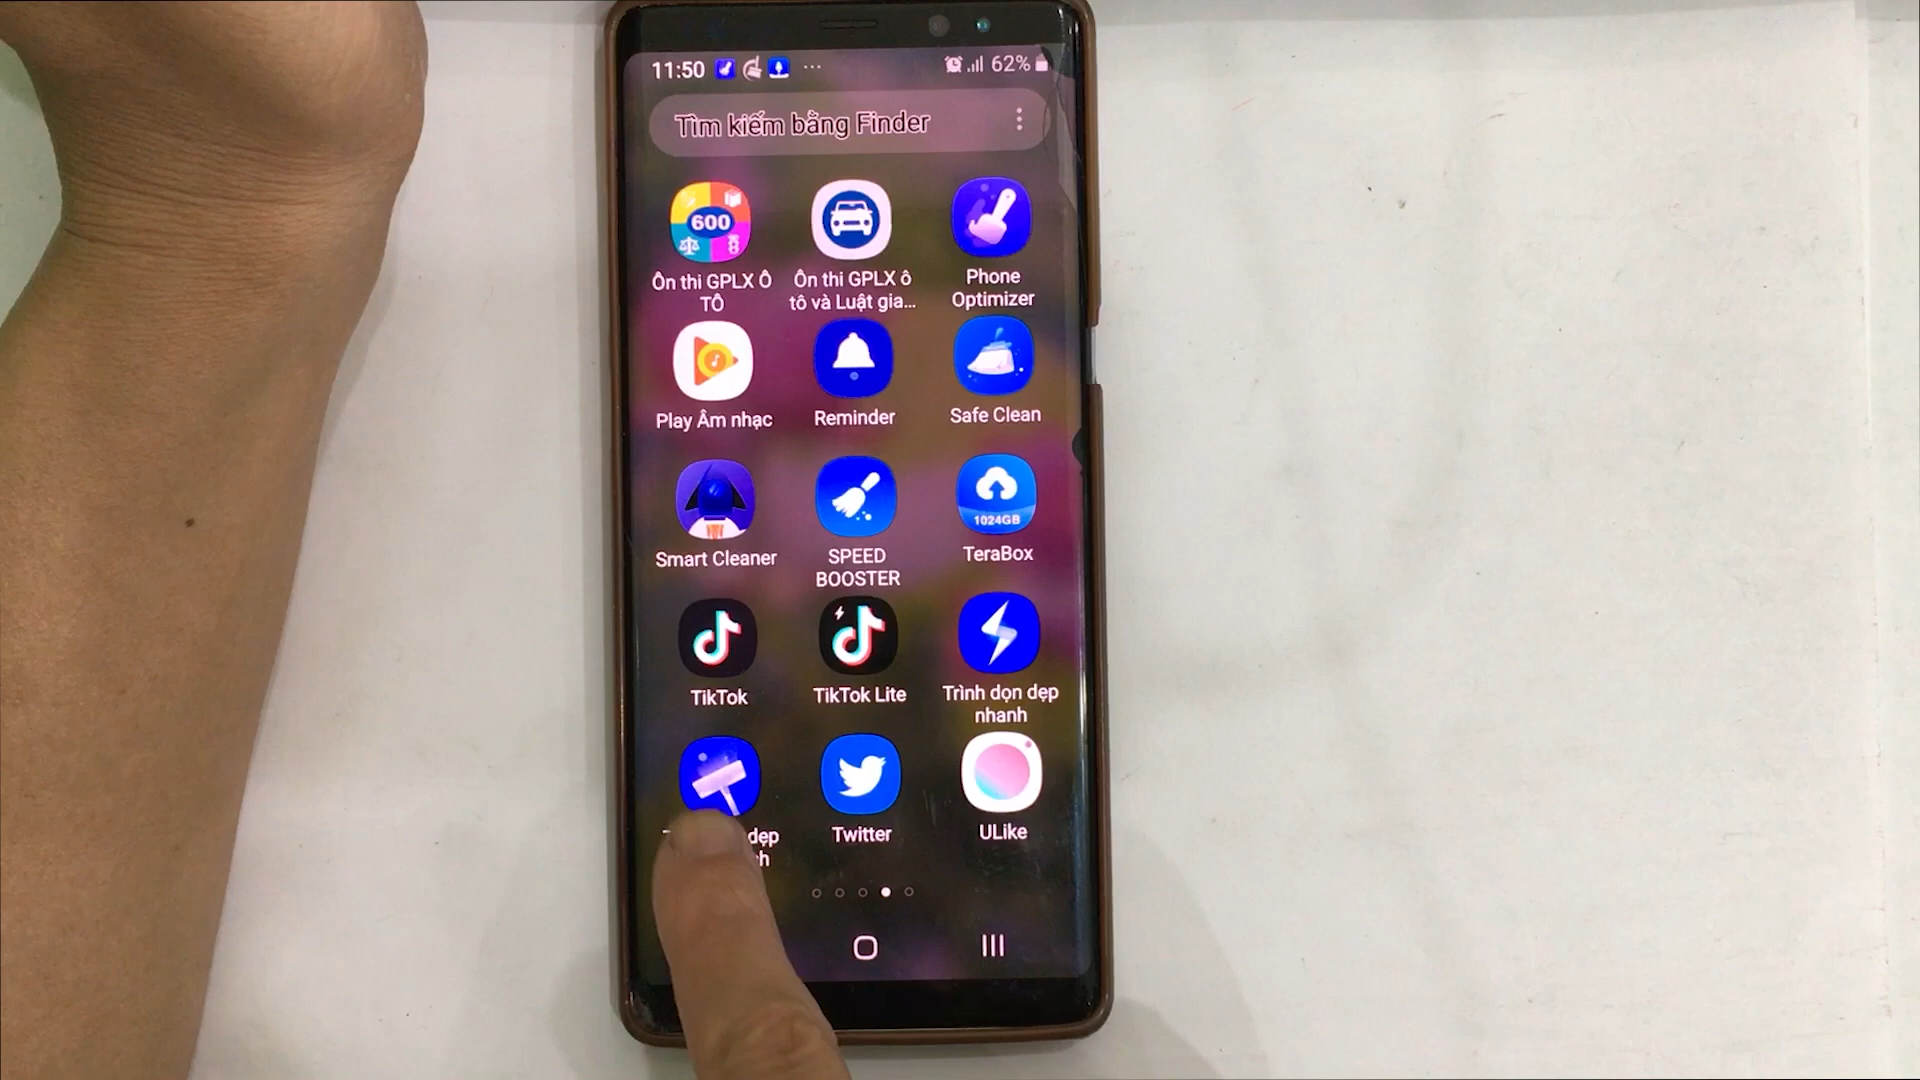 11:50
62%
Tìm kiếm bằng Finder
600
Ôn thi GPLX Ô
TÔ
Ôn thi GPLX ô
tô và Luật gia...
Phone
Optimizer
Play Âm nhạc
Reminder
Safe Clean
Smart Cleaner
SPEED
BOOSTER
1024GB
TeraBox
TikTok
TikTok Lite
Trình dọn dẹp
nhanh
dẹp
Twitter
ULike